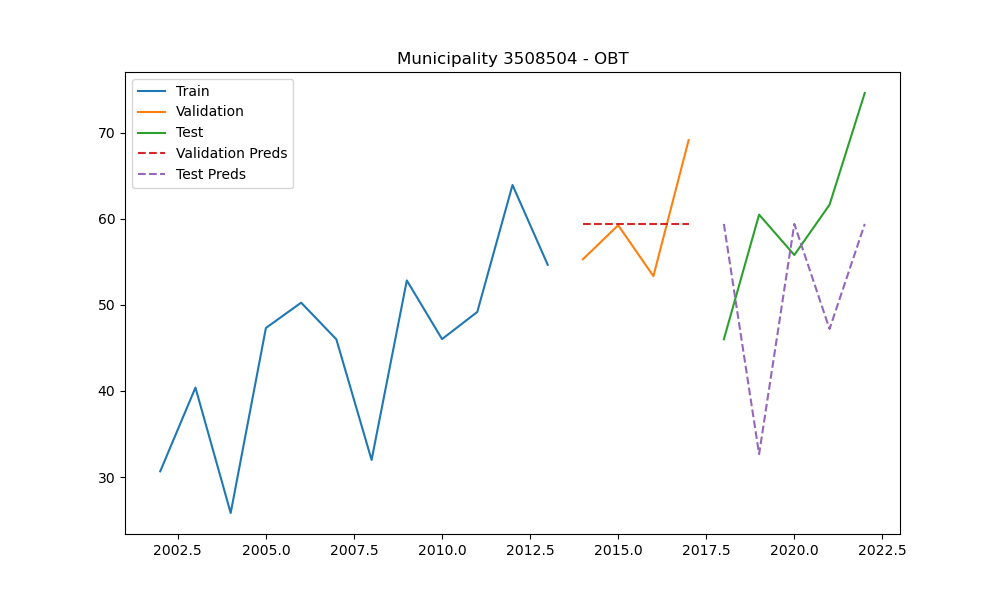 Municipality 3508504 - OBT
Train
Validation
Test
Validation Preds
Test Preds
70
60
50
40
30
2002.5 2005.0 2007.5 2010.0 2012.5 2015.0 2017.5 2020.0 2022.5